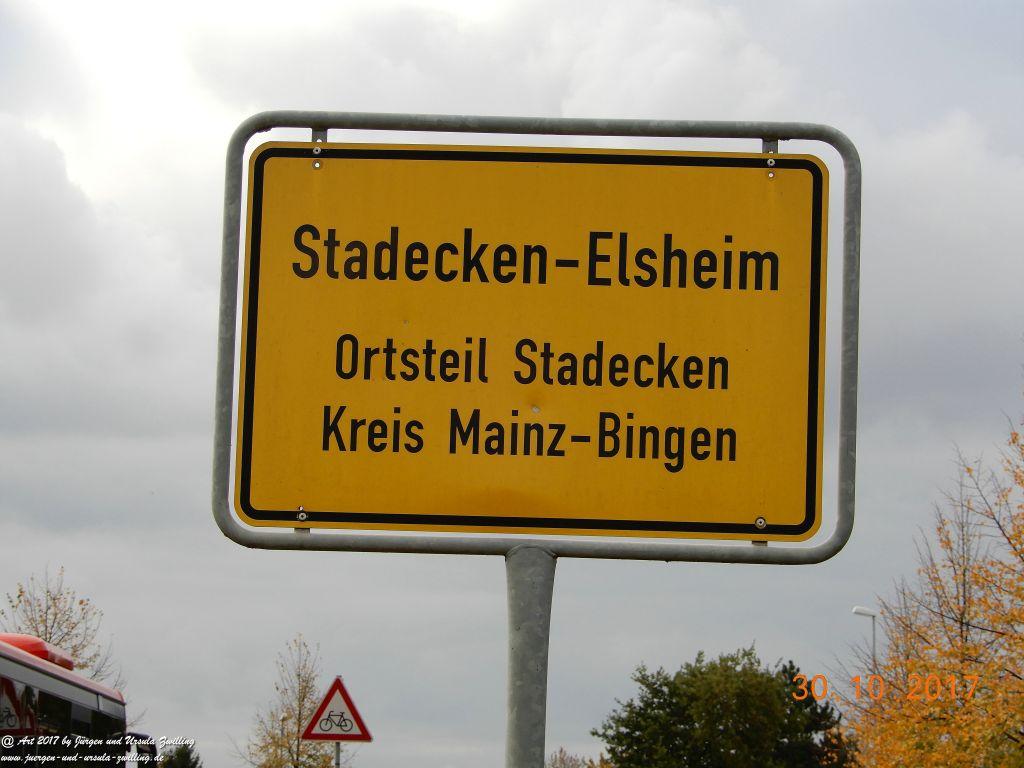 Stadecken-Elsheim
Ortsteil Stadecken
Kreis Mainz-Bingen
30. 10. 2017
@ Art 2017 by Jürgen und Ursula Zwilling
www.juergen-und-ursula-zwilling.de